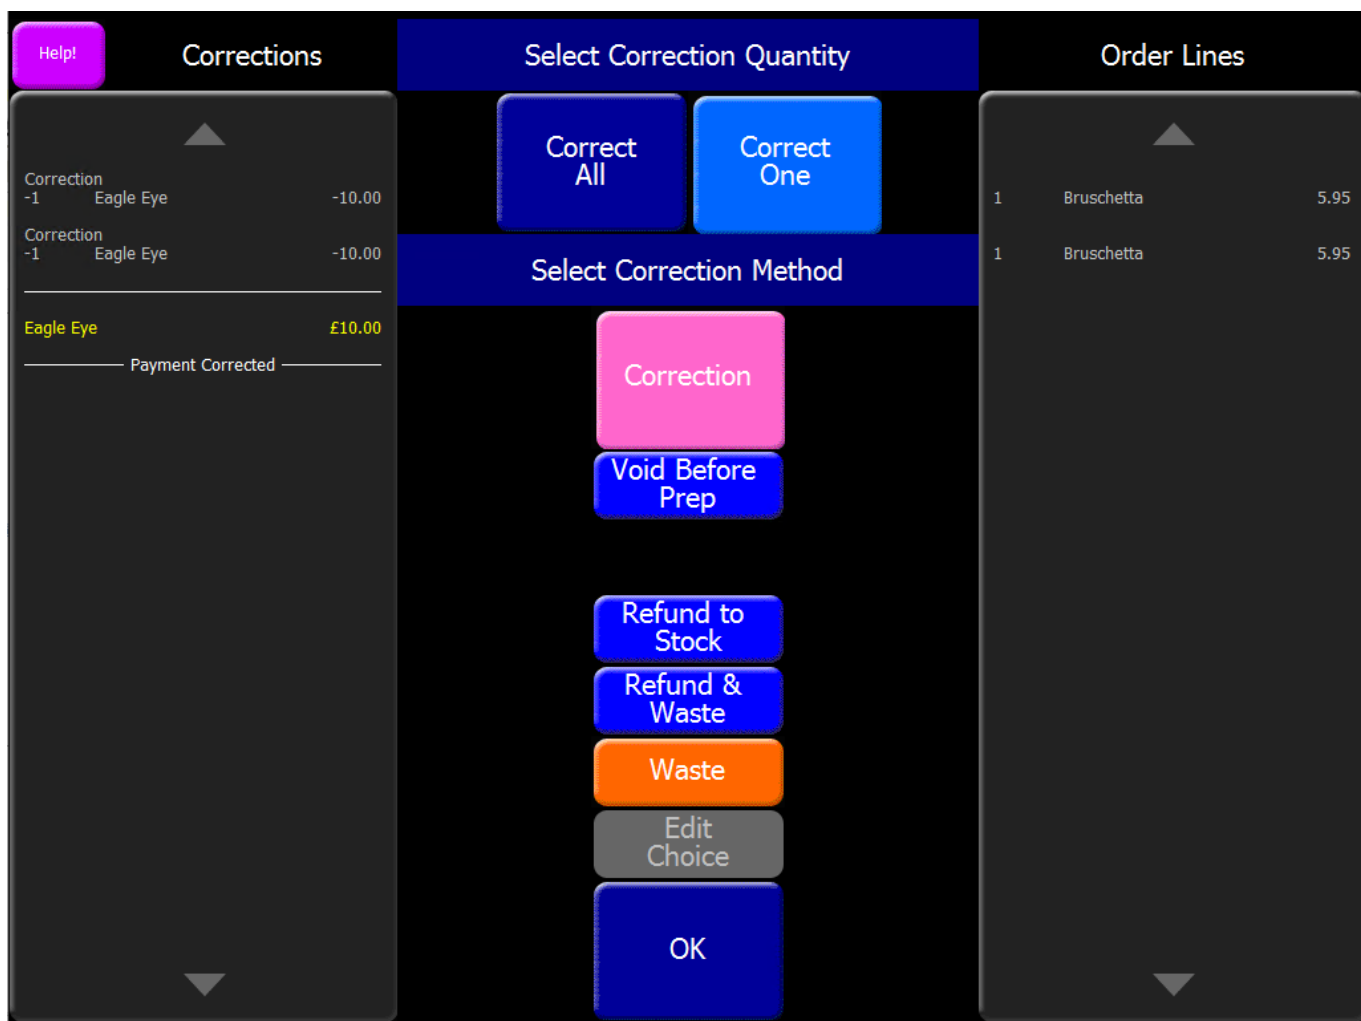 Help!
Corrections
Select Correction Quantity
Order Lines
Correct
All
Correct
One
Correction
-1 Eagle Eye -10.00
Correction
-1 Eagle Eye -10.00
Eagle Eye £10.00
Payment Corrected
Select Correction Method
Correction
Void Before
Prep
Refund to
Stock
Refund &
Waste
Waste
Edit
Choice
OK
1 Bruschetta 5.95
1 Bruschetta 5.95